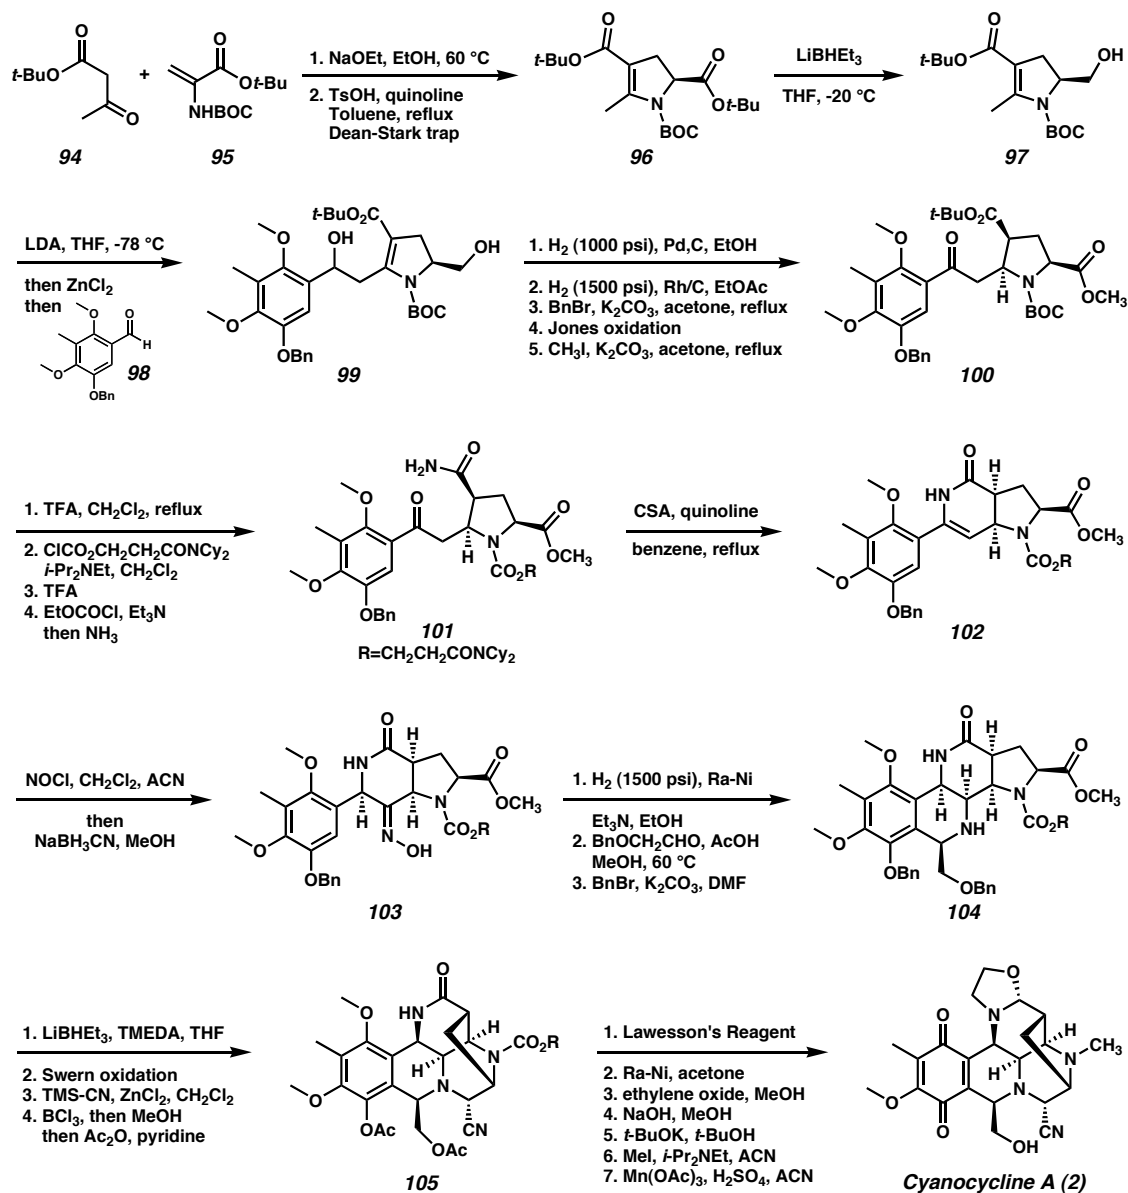 O
t-BuO
CH3
O
94
+
O
Ot-Bu
NHBOC
95
1. NaOEt, EtOH, 60 °C
2. TsOH, quinoline
Toluene, reflux
Dean-Stark trap
O
t-BuO
O
Ot-Bu
CH3
N
BOC
96
LiBHEt3
THF, -20 °C
O
t-BuO
OH
CH3
N
BOC
97
LDA, THF, -78 °C
then ZnCl2
then
O
O
H
O
OBn
98
t-BuO2C
O
OH
OH
N
BOC
O
OBn
99
1. H2 (1000 psi), Pd,C, EtOH
2. H2 (1500 psi), Rh/C, EtOAc
3. BnBr, K2CO3, acetone, reflux
4. Jones oxidation
5. CH3I, K2CO3, acetone, reflux
t-BuO2C
O
O
O
N
H
OCH3
BOC
O
OBn
100
1. TFA, CH2Cl2, reflux
2. ClCO2CH2CH2CONCy2
i-Pr2NEt, CH2Cl2
3. TFA
4. EtOCOCl, Et3N
then NH3
O
H2N
O
O
O
N
H
OCH3
CO2R
O
OBn
101
R=CH2CH2CONCy2
CSA, quinoline
benzene, reflux
O
H
HN
O
O
N
H
OCH3
CO2R
O
OBn
102
NOCl, CH2Cl2, ACN
then
NaBH3CN, MeOH
O
H
HN
O
O
N
OCH3
H
H
CO2R
N
OH
O
OBn
103
1. H2 (1500 psi), Ra-Ni
Et3N, EtOH
2. BnOCH2CHO, AcOH
MeOH, 60 °C
3. BnBr, K2CO3, DMF
O
H
HN
O
O
H
N
OCH3
H
H
CO2R
NH
O
OBn
OBn
104
1. LiBHEt3, TMEDA, THF
2. Swern oxidation
3. TMS-CN, ZnCl2, CH2Cl2
4. BCl3, then MeOH
then Ac2O, pyridine
O
HN
O
H
CO2R
N
H
N
O
OAc
CN
OAc
105
1. Lawesson's Reagent
2. Ra-Ni, acetone
3. ethylene oxide, MeOH
4. NaOH, MeOH
5. t-BuOK, t-BuOH
6. MeI, i-Pr2NEt, ACN
7. Mn(OAc)3, H2SO4, ACN
O
N
O
H
CH3
N
H
N
O
O
CN
OH
Cyanocycline A (2)